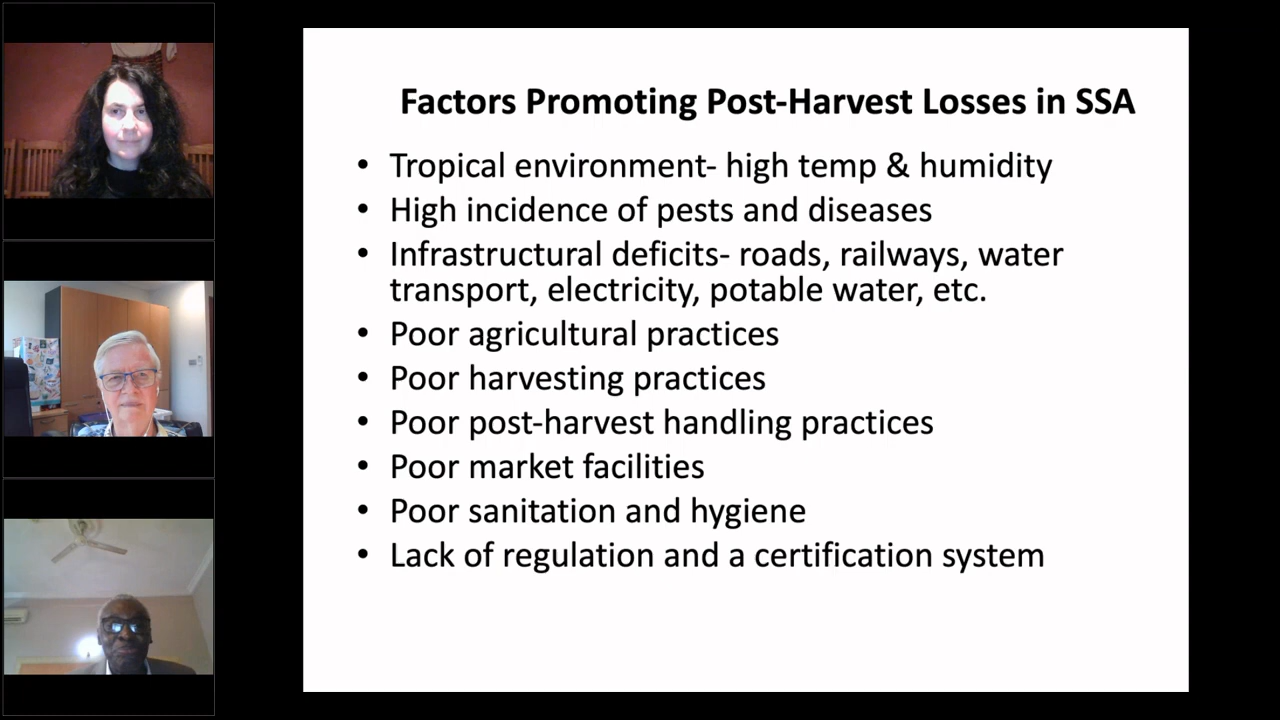 Factors Promoting Post-Harvest Losses in SSA
• Tropical environment- high temp & humidity
• High incidence of pests and diseases
• Infrastructural deficits- roads, railways, water
transport, electricity, potable water, etc.
• Poor agricultural practices
• Poor harvesting practices
• Poor post-harvest handling practices
• Poor market facilities
• Poor sanitation and hygiene
• Lack of regulation and a certification system